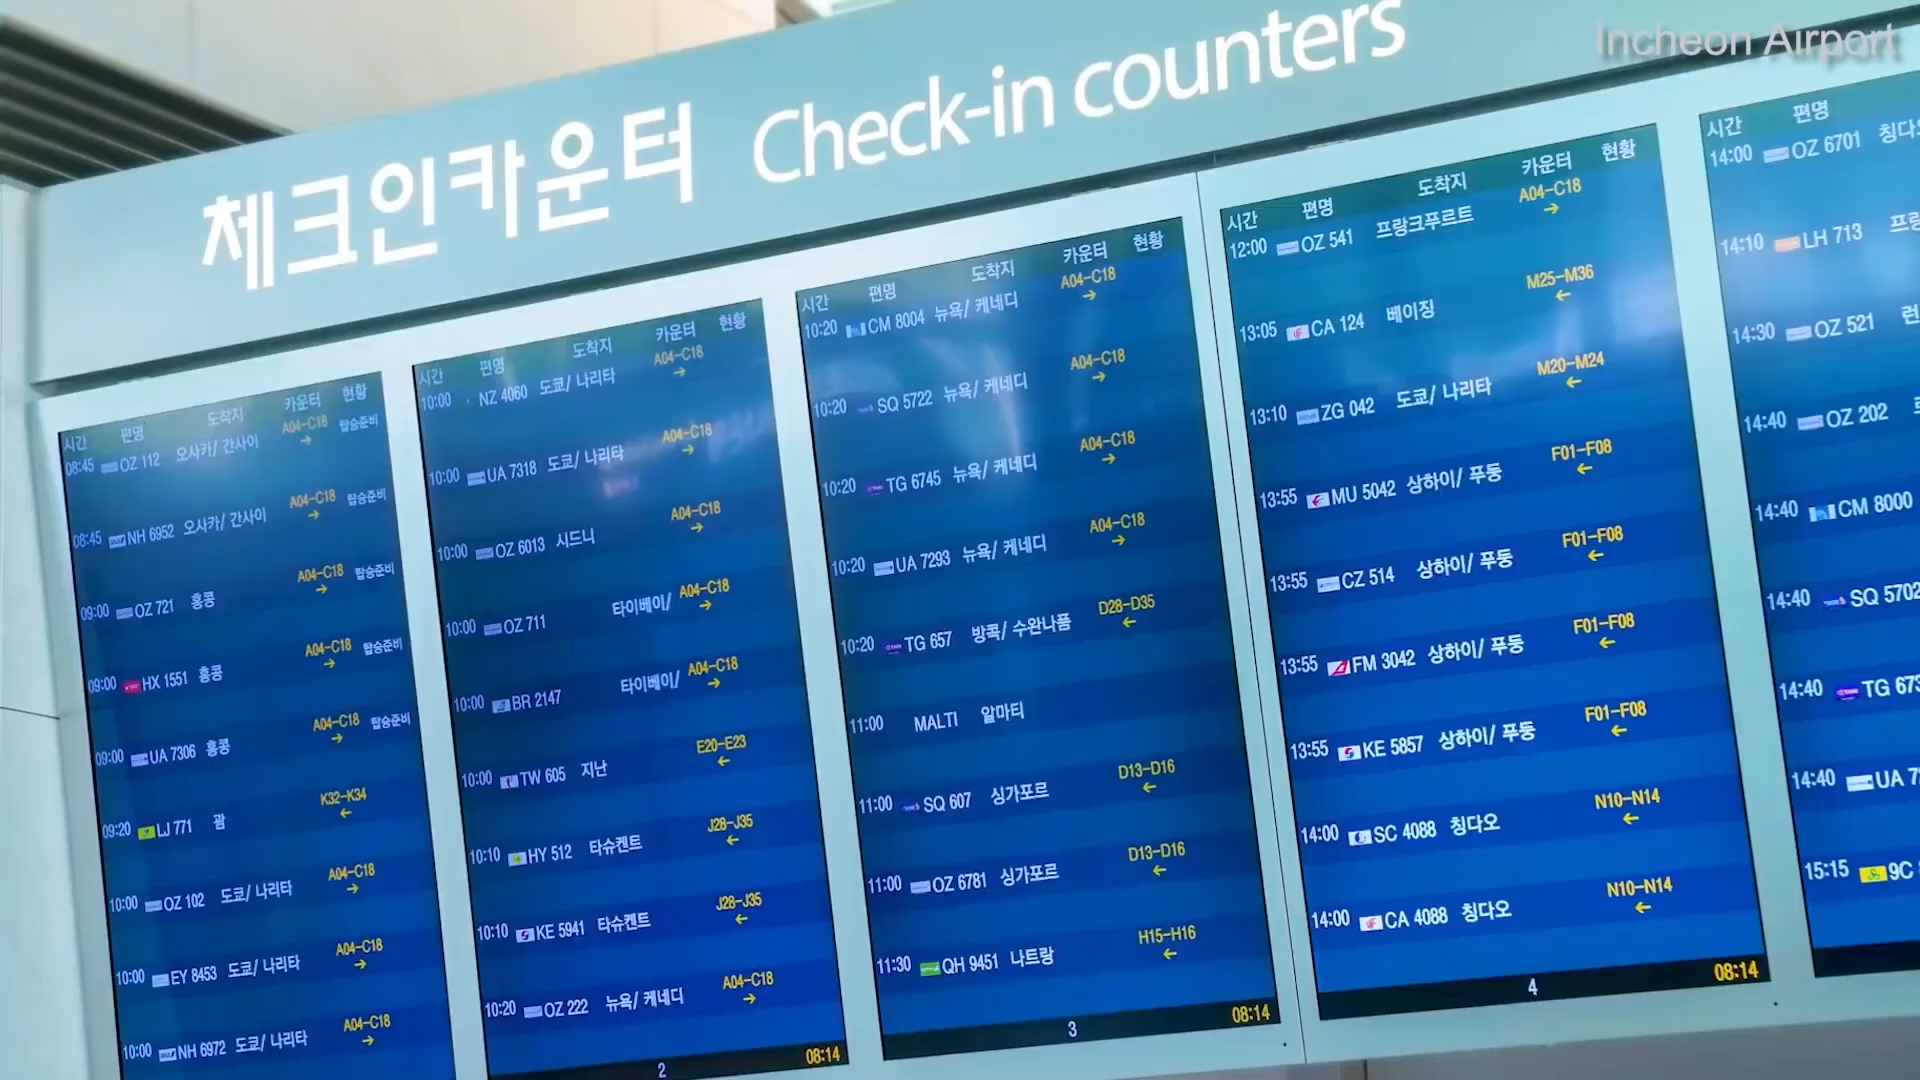 Incheon Airport
체크인카운터 Check-in counters
시간 편명 도착지 카운터 현황
08:45 OZ 112 오사카/ 간사이 A04-C18 → 탑승준비
08:45 NH 6952 오사카/ 간사이 A04-C18 → 탑승준비
09:00 OZ 721 홍콩 A04-C18 → 탑승준비
09:00 HX 1551 홍콩 A04-C18 → 탑승준비
09:00 UA 7306 홍콩 A04-C18 → 탑승준비
09:20 LJ 771 괌 K32-K34 ←
10:00 OZ 102 도쿄/ 나리타 A04-C18 →
10:00 EY 8453 도쿄/ 나리타 A04-C18 →
10:00 NH 6972 도쿄/ 나리타 A04-C18 →
시간 편명 도착지 카운터 현황
10:00 NZ 4060 도쿄/ 나리타 A04-C18 →
10:00 UA 7318 도쿄/ 나리타 A04-C18 →
10:00 OZ 6013 시드니 A04-C18 →
10:00 OZ 711 타이베이/ A04-C18 →
10:00 BR 2147 타이베이/ A04-C18 →
10:00 TW 605 지난 E20-E23 ←
10:10 HY 512 타슈켄트 J28-J35 ←
10:10 KE 5941 타슈켄트 J28-J35 ←
10:20 OZ 222 뉴욕/ 케네디 A04-C18 →
2 08:14
시간 편명 도착지 카운터 현황
10:20 CM 8004 뉴욕/ 케네디 A04-C18 →
10:20 SQ 5722 뉴욕/ 케네디 A04-C18 →
10:20 TG 6745 뉴욕/ 케네디 A04-C18 →
10:20 UA 7293 뉴욕/ 케네디 A04-C18 →
10:20 TG 657 방콕/ 수완나품 D28-D35 ←
11:00 MALTI 알마티
11:00 SQ 607 싱가포르 D13-D16 ←
11:00 OZ 6781 싱가포르 D13-D16 ←
11:30 QH 9451 나트랑 H15-H16 ←
3 08:14
시간 편명 도착지 카운터 현황
12:00 OZ 541 프랑크푸르트 A04-C18 →
13:05 CA 124 베이징 M25-M36 ←
13:10 ZG 042 도쿄/ 나리타 M20-M24 ←
13:55 MU 5042 상하이/ 푸둥 F01-F08 ←
13:55 CZ 514 상하이/ 푸둥 F01-F08 ←
13:55 FM 3042 상하이/ 푸둥 F01-F08 ←
13:55 KE 5857 상하이/ 푸둥 F01-F08 ←
14:00 SC 4088 칭다오 N10-N14 ←
14:00 CA 4088 칭다오 N10-N14 ←
4 08:14
시간 편명
14:00 OZ 6701 칭다
14:10 LH 713 프랑
14:30 OZ 521 런
14:40 OZ 202
14:40 CM 8000
14:40 SQ 5702
14:40 TG 673
14:40 UA 7
15:15 9C